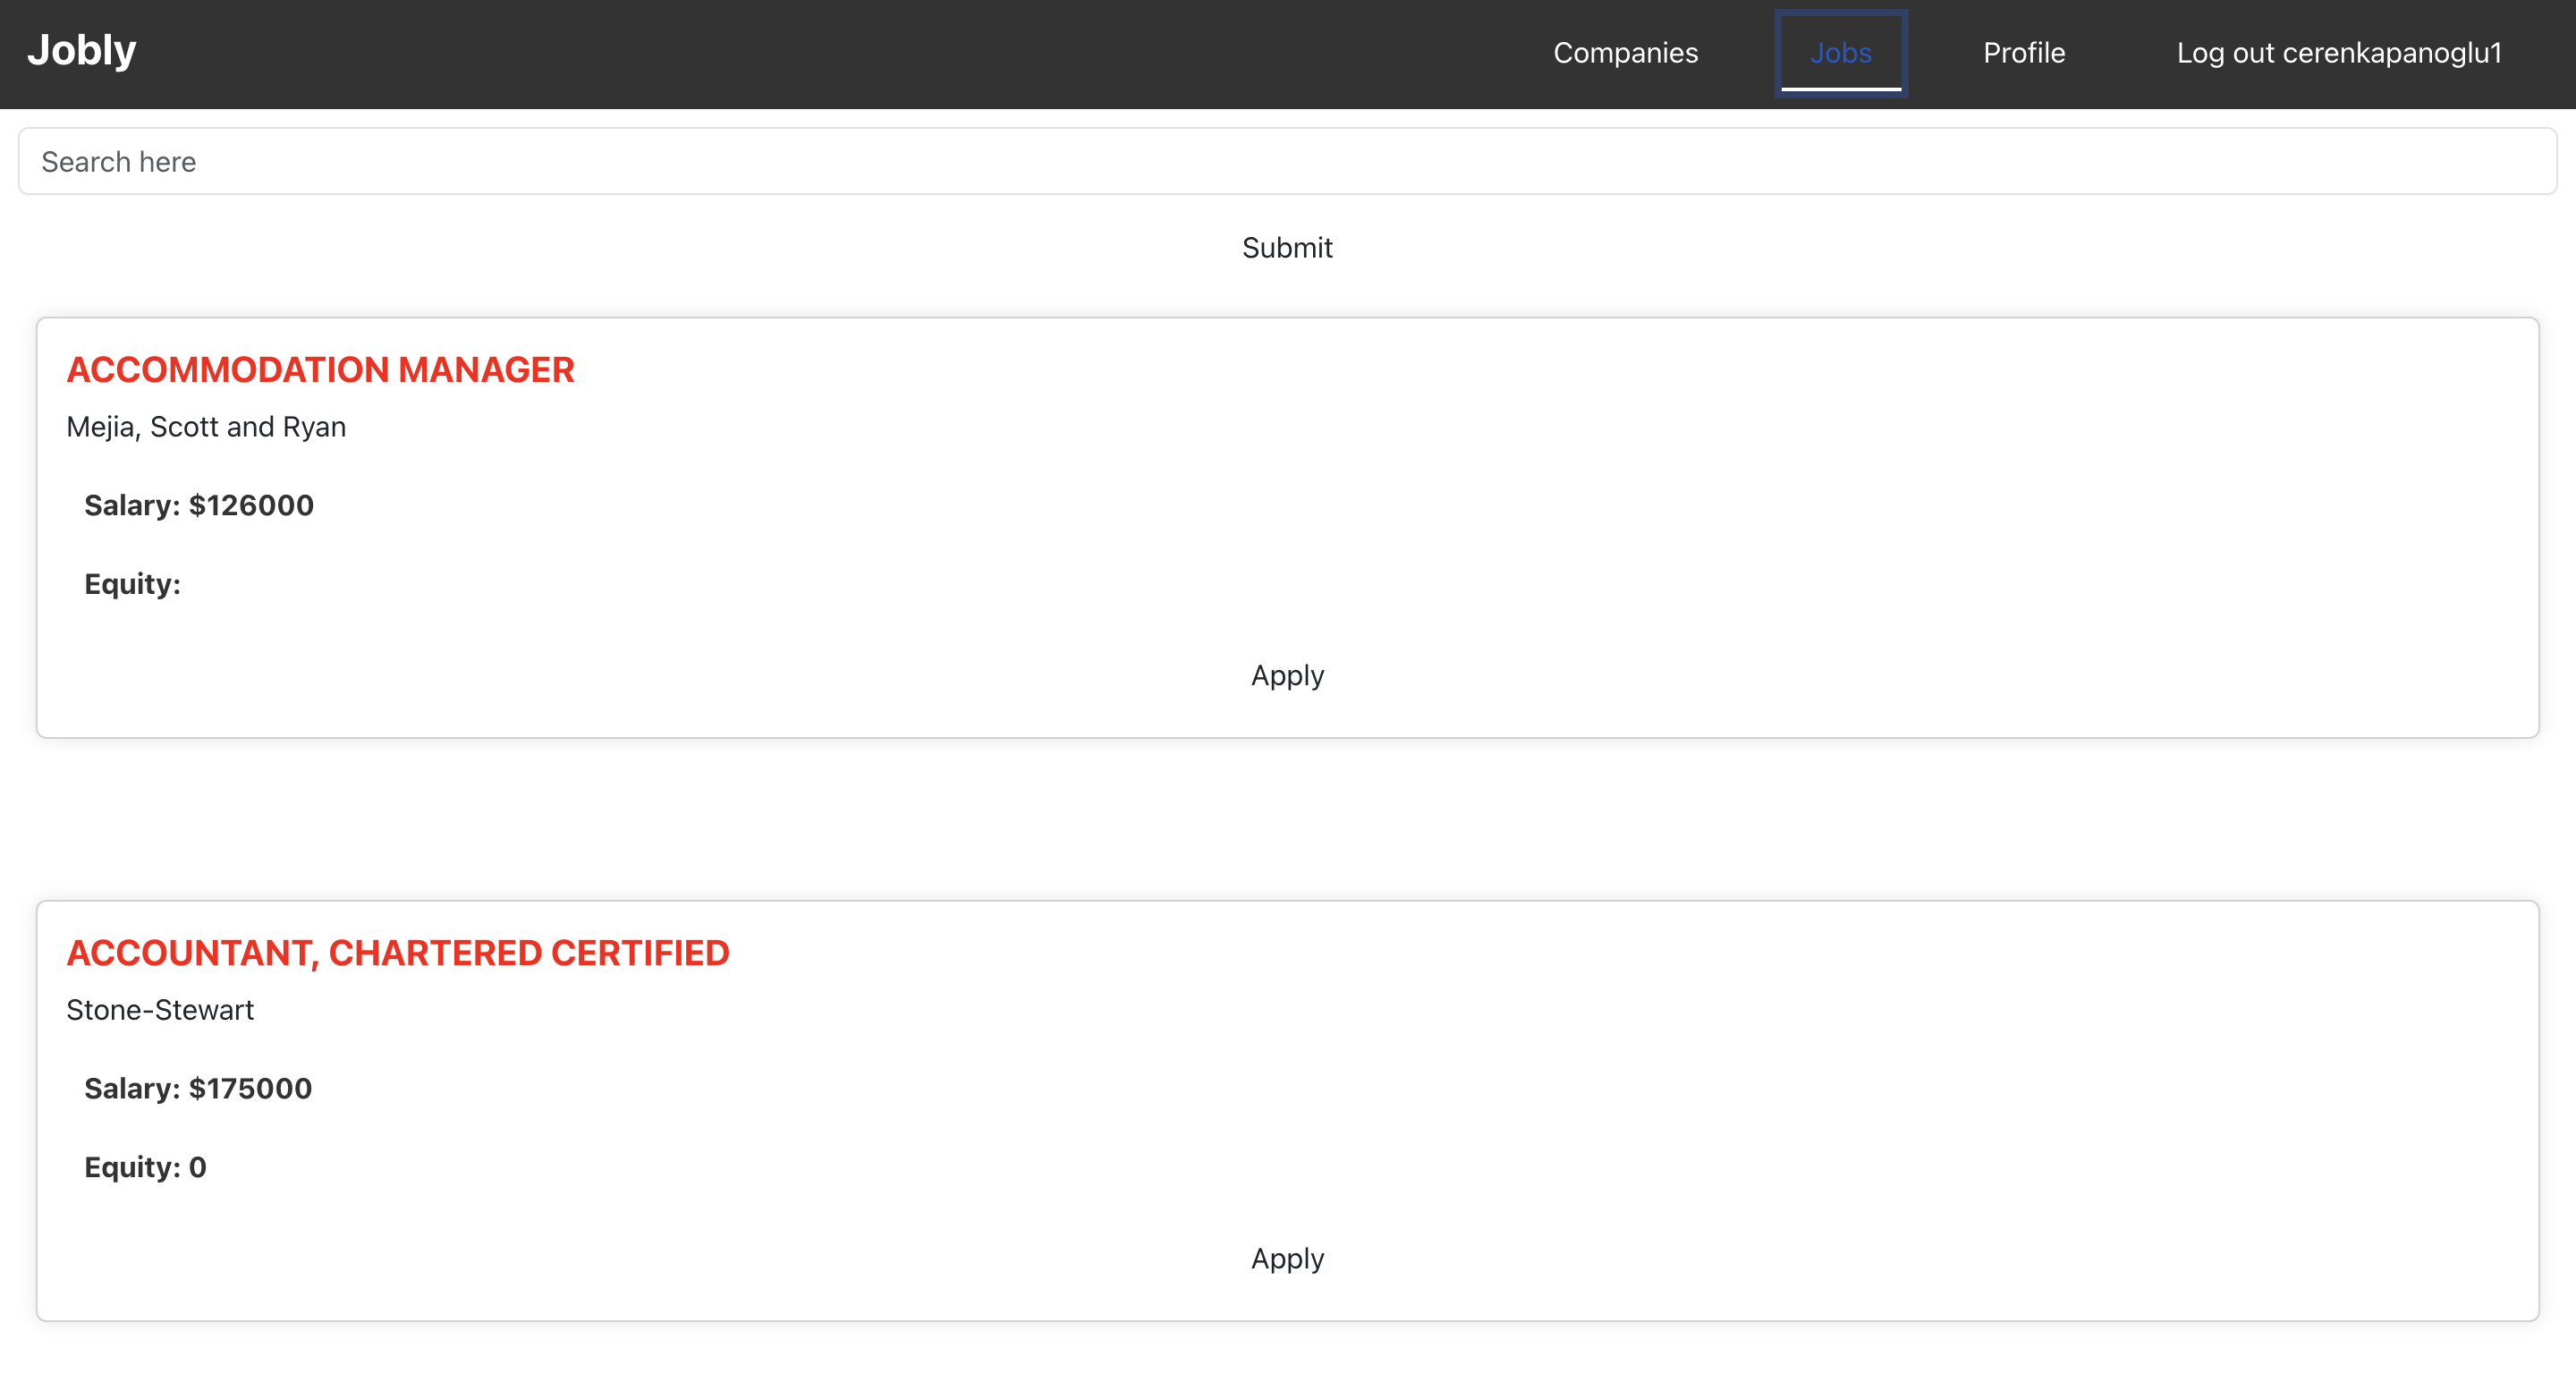 Jobly Companies Jobs Profile Log out cerenkapanoglu1
Search here
Submit
ACCOMMODATION MANAGER
Mejia, Scott and Ryan
Salary: $126000
Equity:
Apply
ACCOUNTANT, CHARTERED CERTIFIED
Stone-Stewart
Salary: $175000
Equity: 0
Apply